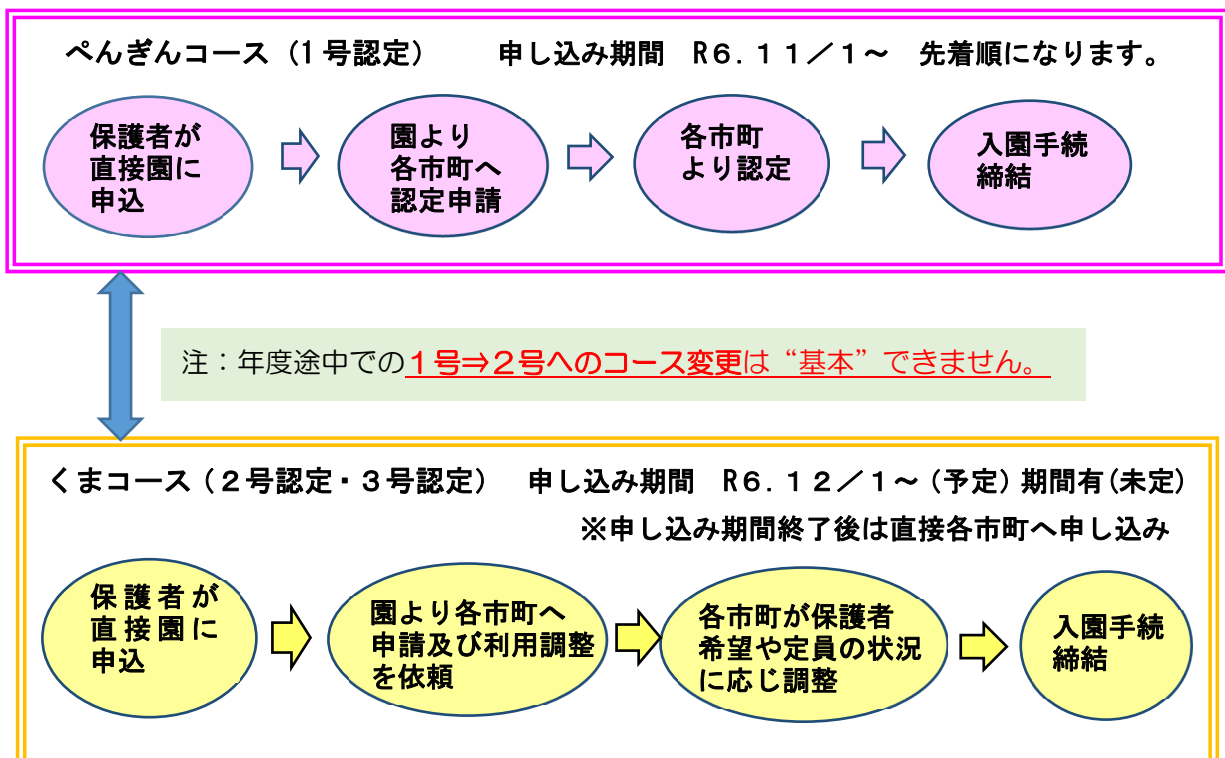 ぺんぎんコース（1号認定）　申し込み期間　R６．１１／１～　先着順になります。
保護者が
直接園に
申込
園より
各市町へ
認定申請
各市町
より認定
入園手続
締結
注：年度途中での１号⇒２号へのコース変更は“基本”できません。
くまコース（２号認定・３号認定）　申し込み期間　R６．１２／１～（予定）期間有（未定）
※申し込み期間終了後は直接各市町へ申し込み
保護者が
直接園に
申込
園より各市町へ
申請及び利用調整
を依頼
各市町が保護者
希望や定員の状況
に応じ調整
入園手続
締結